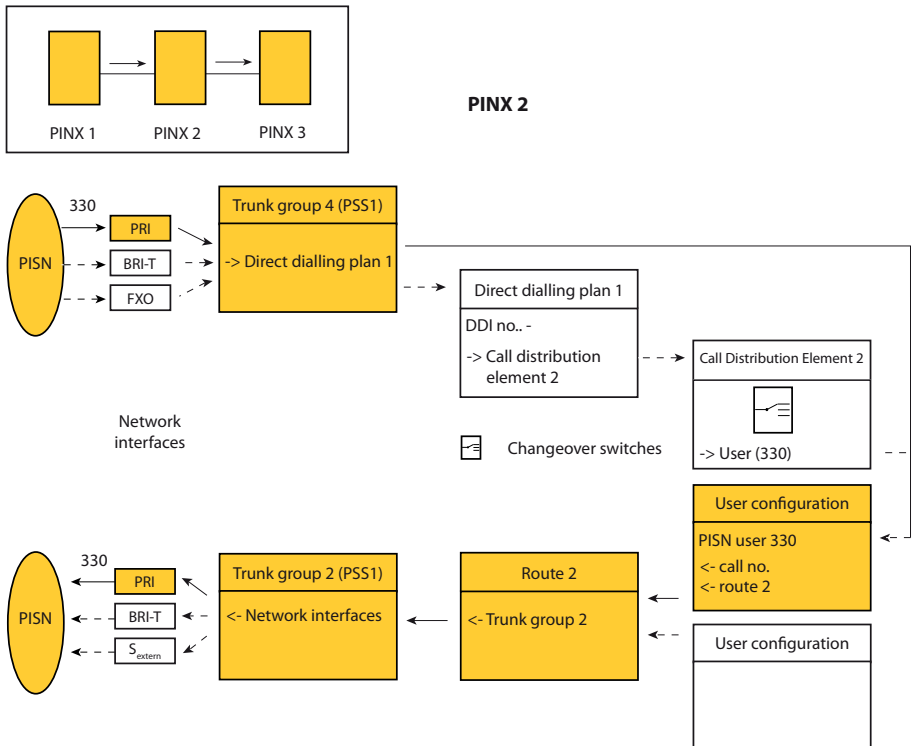 PINX 1
PINX 2
PINX 3
PINX 2
PISN
330
PRI
BRI-T
FXO
Trunk group 4 (PSS1)
-> Direct dialling plan 1
Direct dialling plan 1
DDI no.. -
-> Call distribution
element 2
Call Distribution Element 2
-> User (330)
Network
interfaces
Changeover switches
User configuration
PISN user 330
<- call no.
<- route 2
PISN
330
PRI
BRI-T
Sextern
Trunk group 2 (PSS1)
<- Network interfaces
Route 2
<- Trunk group 2
User configuration